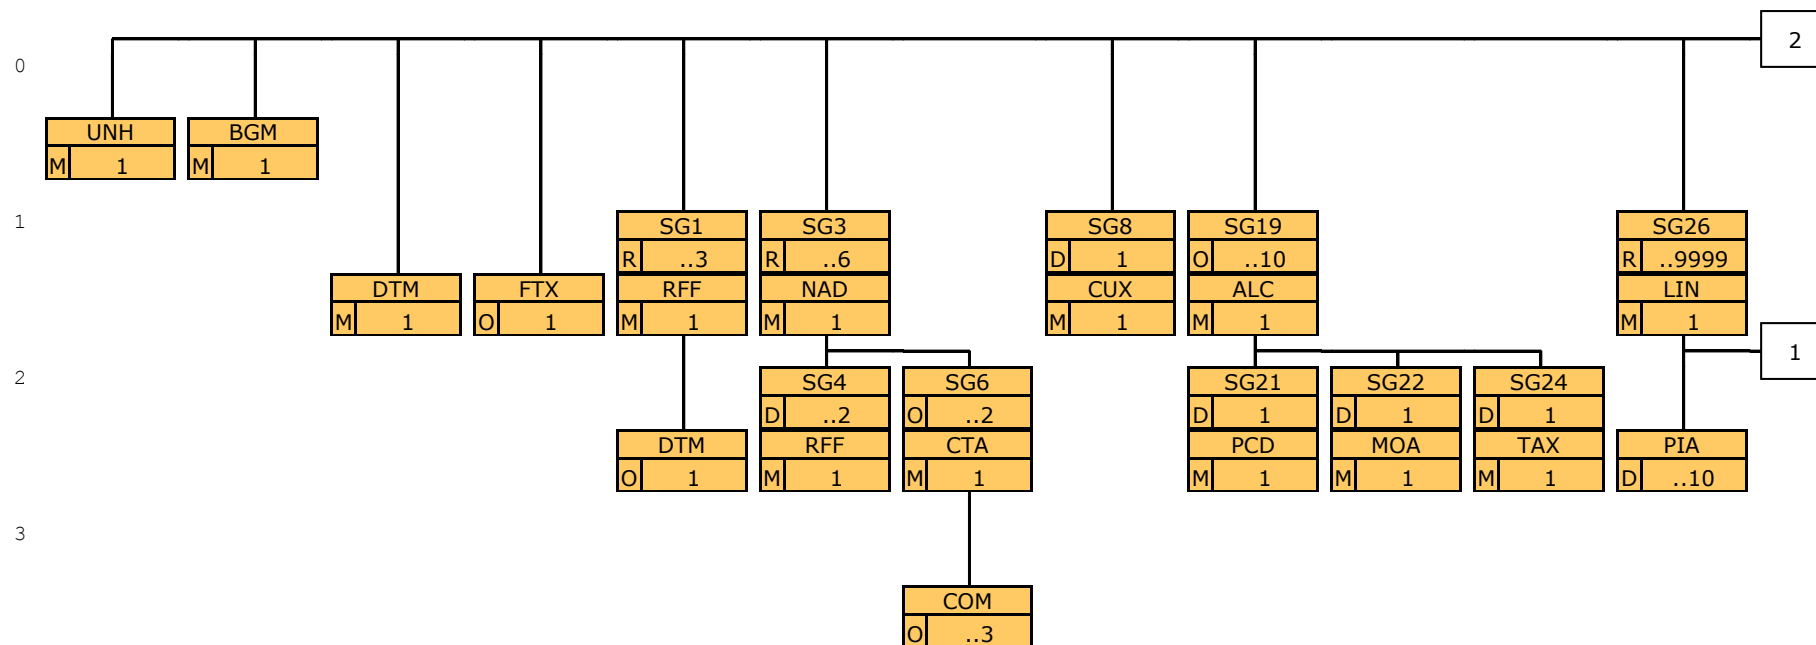 2
0
UNH BGM
M 1 M 1
1 SG1 SG3 SG8 SG19 SG26
R ..3 R ..6 D 1 O ..10 R ..9999
DTM FTX RFF NAD CUX ALC LIN
M 1 O 1 M 1 M 1 M 1 M 1 M 1
1
2 SG4 SG6 SG21 SG22 SG24
D ..2 O ..2 D 1 D 1 D 1
DTM RFF CTA PCD MOA TAX PIA
O 1 M 1 M 1 M 1 M 1 M 1 D ..10
3
COM
O ..3